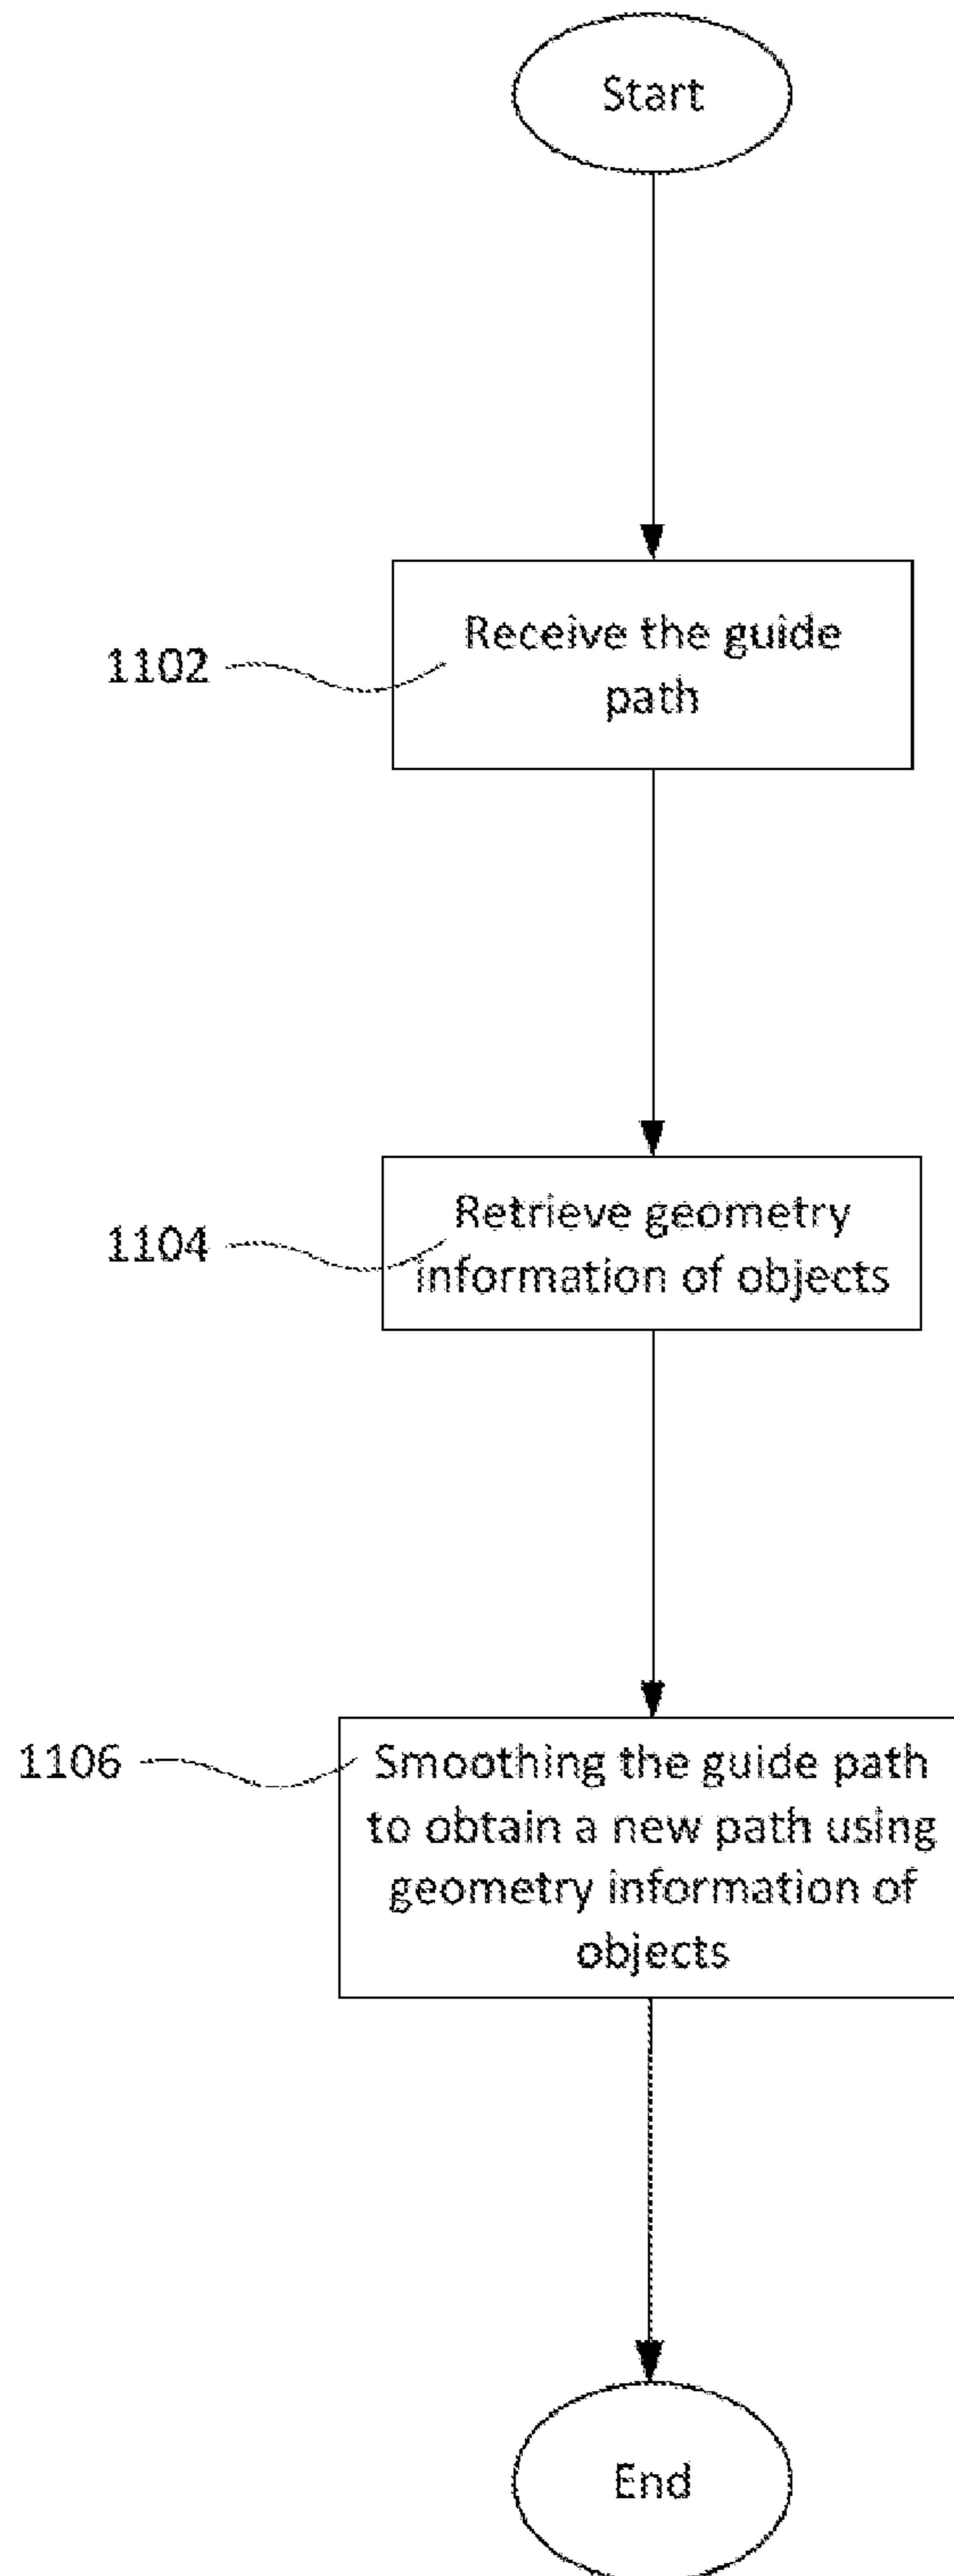 Start
1102
Receive the guide
path
1104
Retrieve geometry
information of objects
1106
Smoothing the guide path
to obtain a new path using
geometry information of
objects
End